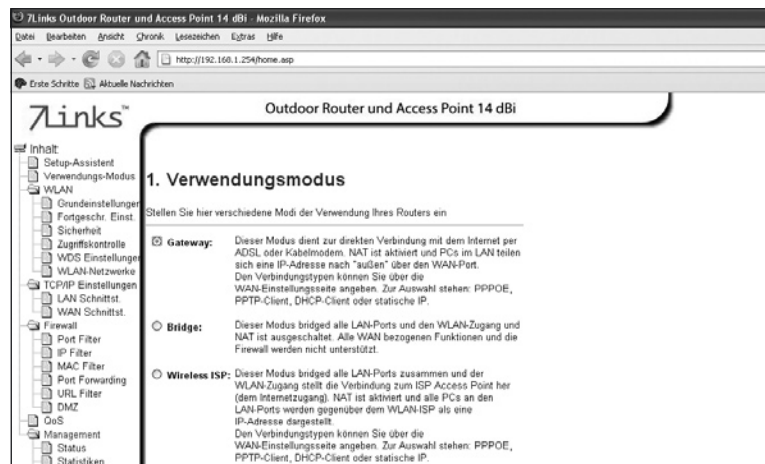 7Links Outdoor Router und Access Point 14 dBi - Mozilla Firefox
Datei Bearbeiten Ansicht Chronik Lesezeichen Extras Hilfe
http://192.168.1.254/home.asp
Erste Schritte Aktuelle Nachrichten
7Links™
Outdoor Router und Access Point 14 dBi
Inhalt
Setup-Assistent
Verwendungs-Modus
WLAN
Grundeinstellungen
Fortgeschr. Einst.
Sicherheit
Zugriffskontrolle
WDS Einstellungen
WLAN-Netzwerke
TCP/IP Einstellungen
LAN Schnittst.
WAN Schnittst.
Firewall
Port Filter
IP Filter
MAC Filter
Port Forwarding
URL Filter
DMZ
QoS
Management
Status
Statistiken
1. Verwendungsmodus
Stellen Sie hier verschiedene Modi der Verwendung Ihres Routers ein
Gateway:
Dieser Modus dient zur direkten Verbindung mit dem Internet per
ADSL oder Kabelmodem. NAT ist aktiviert und PCs im LAN teilen
sich eine IP-Adresse nach "außen" über den WAN-Port.
Den Verbindungstypen können Sie über die
WAN-Einstellungsseite angeben. Zur Auswahl stehen: PPPOE,
PPTP-Client, DHCP-Client oder statische IP.
Bridge:
Dieser Modus bridged alle LAN-Ports und den WLAN-Zugang und
NAT ist ausgeschaltet. Alle WAN bezogenen Funktionen und die
Firewall werden nicht unterstützt.
Wireless ISP:
Dieser Modus bridged alle LAN-Ports zusammen und der
WLAN-Zugang stellt die Verbindung zum ISP Access Point her
(dem Internetzugang). NAT ist aktiviert und alle PCs an den
LAN-Ports werden gegenüber dem WLAN-ISP als eine
IP-Adresse dargestellt.
Den Verbindungstypen können Sie über die
WAN-Einstellungsseite angeben. Zur Auswahl stehen: PPPOE,
PPTP-Client, DHCP-Client oder statische IP.